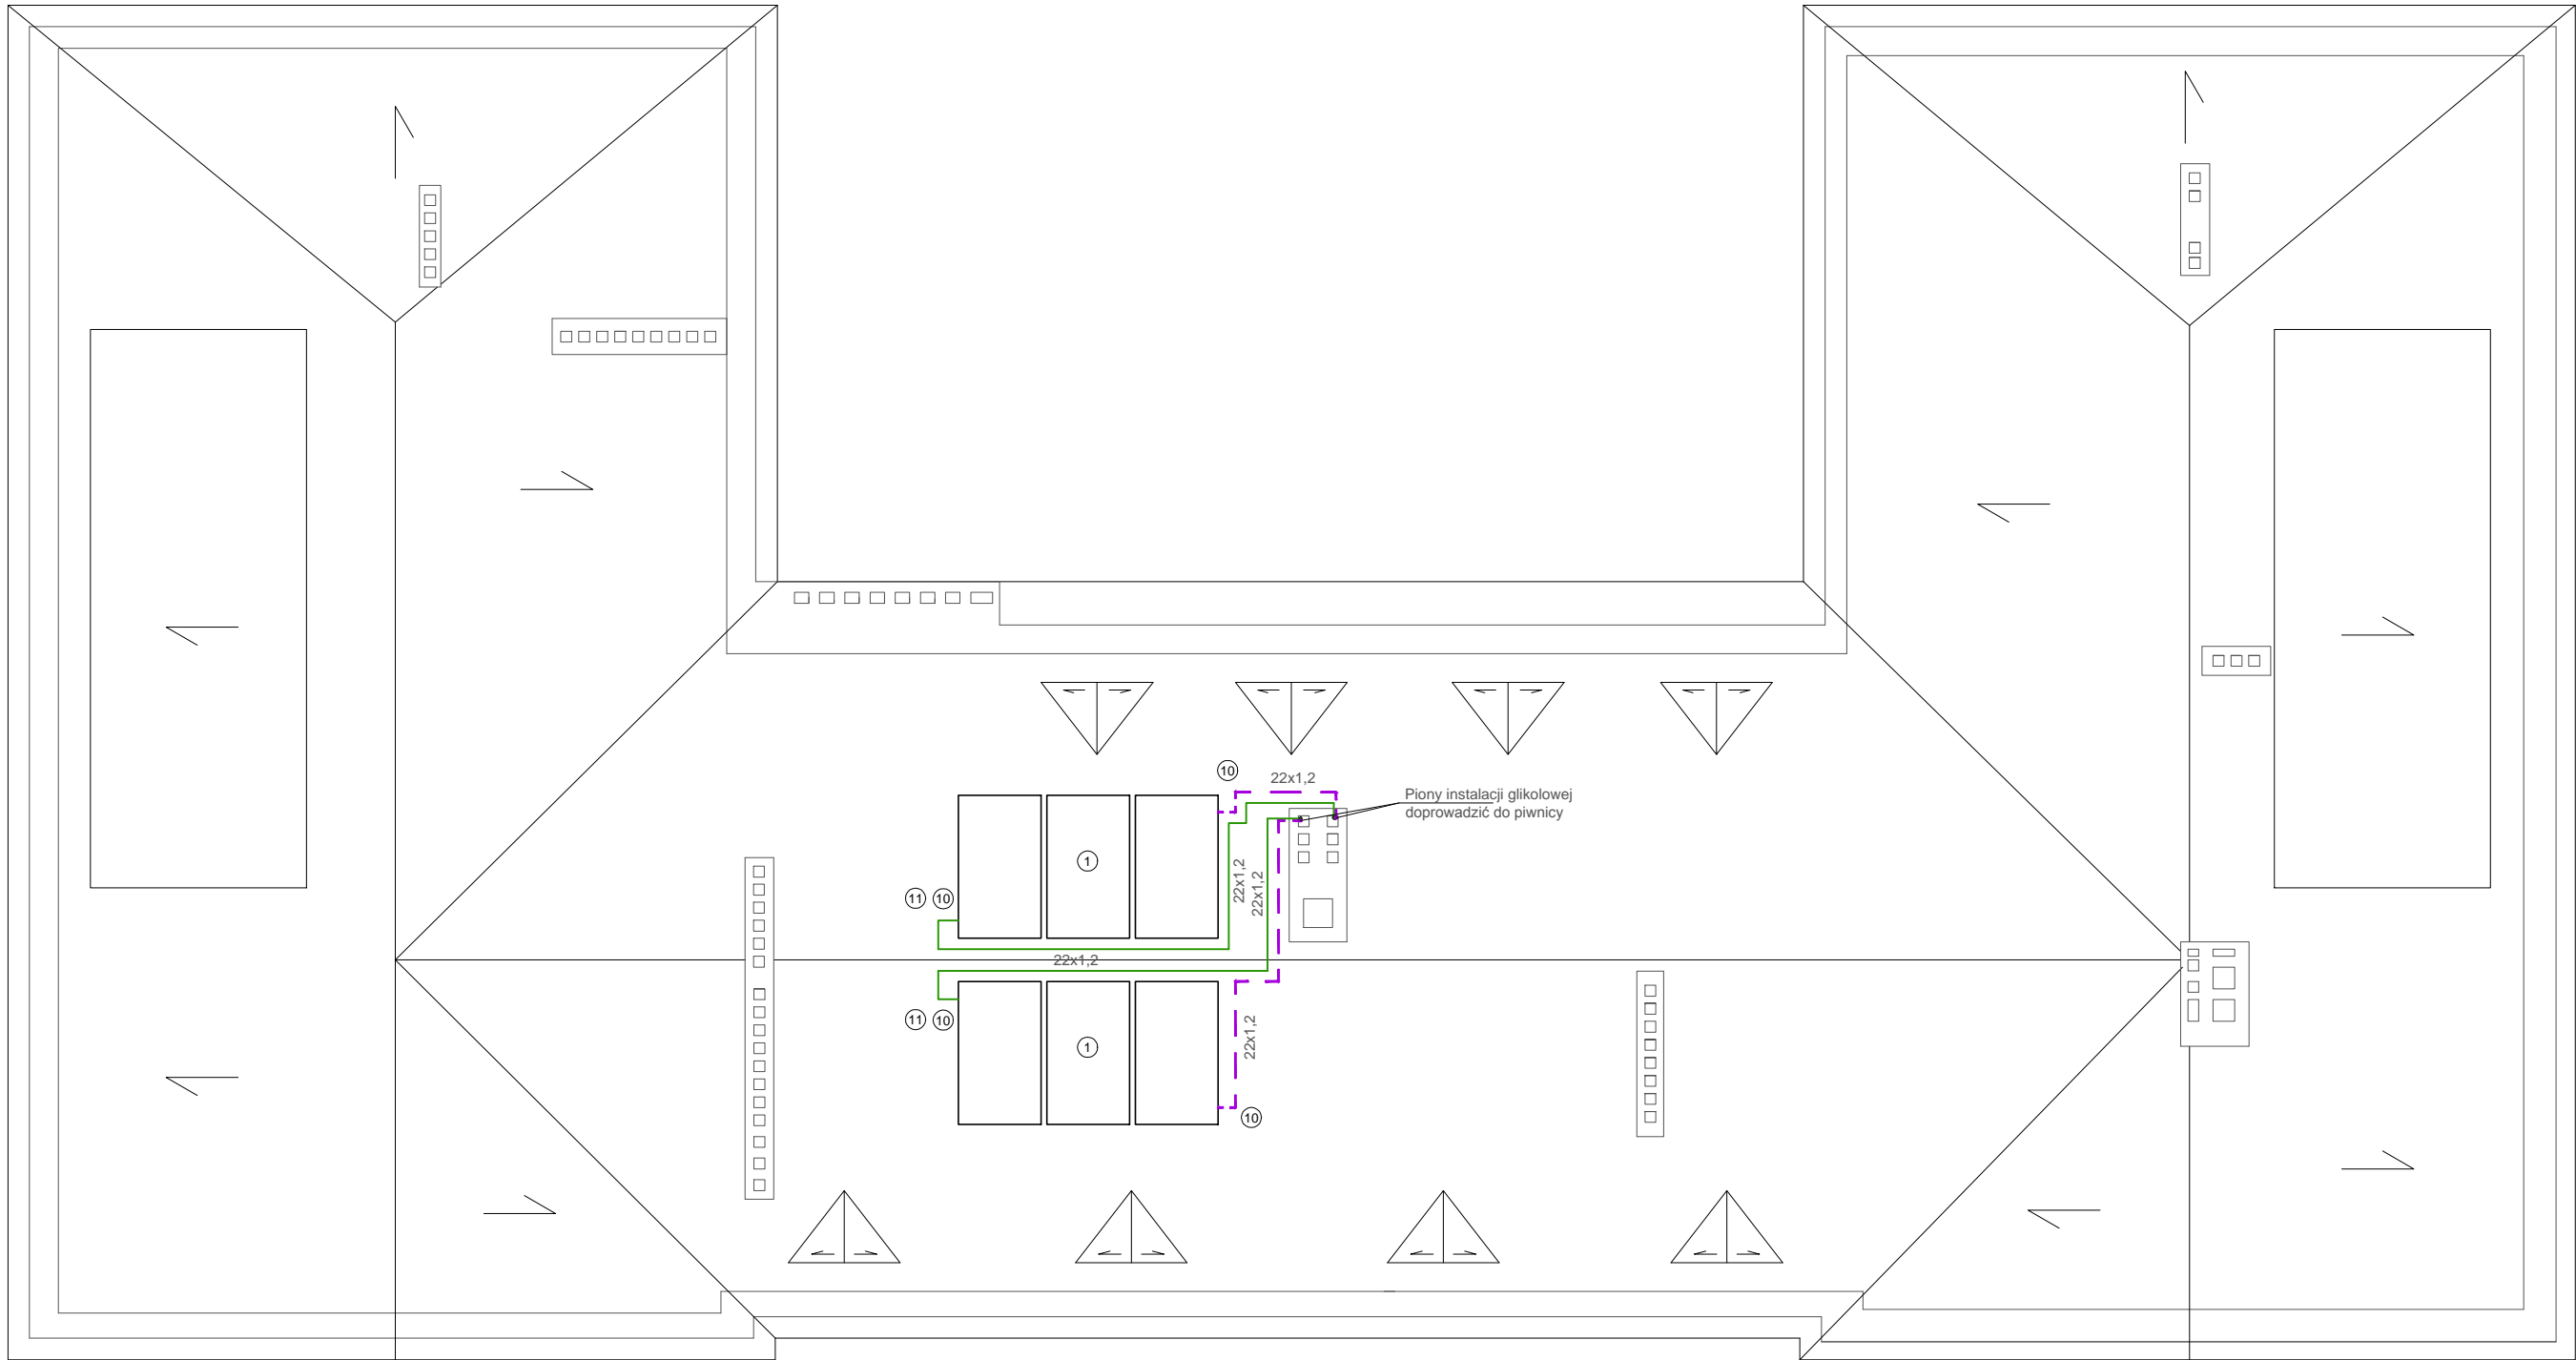 10
22x1,2
Piony instalacji glikolowej
doprowadzić do piwnicy
1
22x1,2
22x1,2
11 10
22x1,2
11 10
1
22x1,2
10